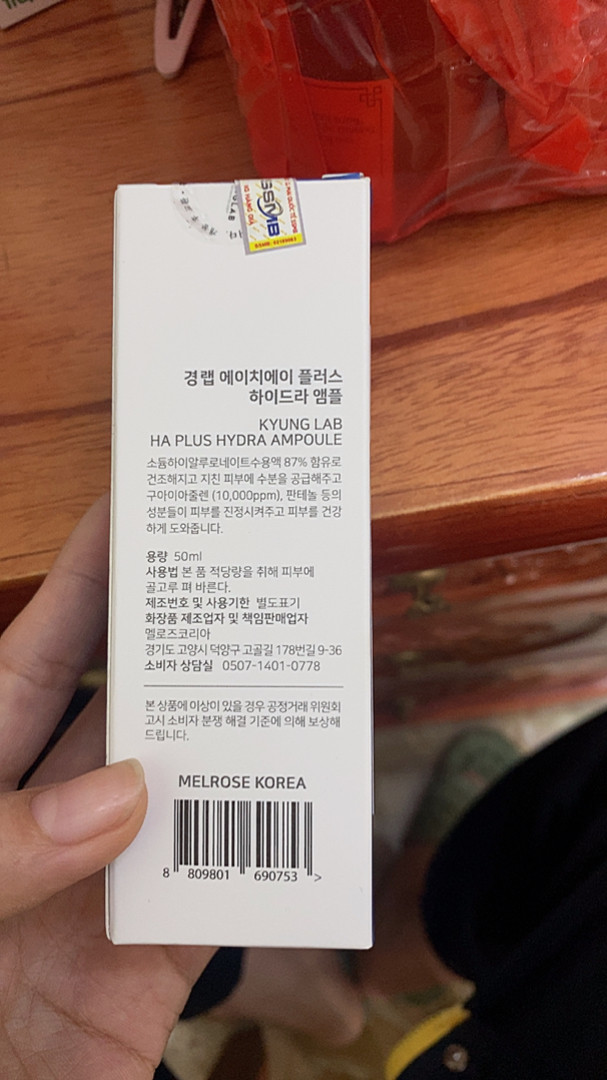 경랩 에이치에이 플러스
하이드라 앰플
KYUNG LAB
HA PLUS HYDRA AMPOULE
소듐하이알루로네이트수용액 87% 함유로
건조해지고 지친 피부에 수분을 공급해주고
구아이아줄렌 (10,000ppm), 판테놀 등의
성분들이 피부를 진정시켜주고 피부를 건강
하게 도와줍니다.
용량 50ml
사용법 본 품 적당량을 취해 피부에
골고루 펴 바른다.
제조번호 및 사용기한 별도표기
화장품 제조업자 및 책임판매업자
멜로즈코리아
경기도 고양시 덕양구 고골길 178번길 9-36
소비자 상담실 0507-1401-0778
본 상품에 이상이 있을 경우 공정거래 위원회
고시 소비자 분쟁 해결 기준에 의해 보상해
드립니다.
MELROSE KOREA
8 809801 690753 >